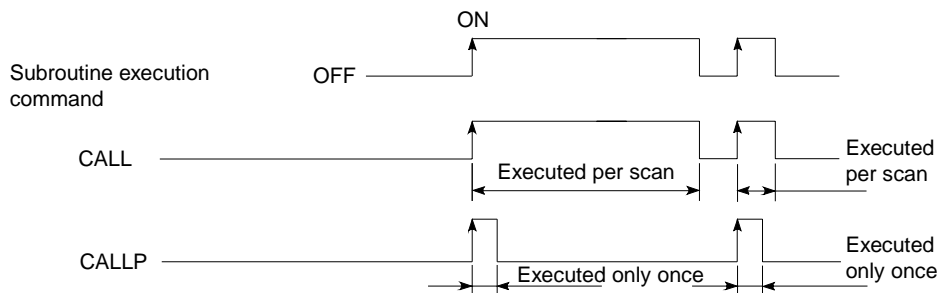 ON
Subroutine execution
command
OFF
CALL
Executed per scan
Executed
per scan
CALLP
Executed only once
Executed
only once